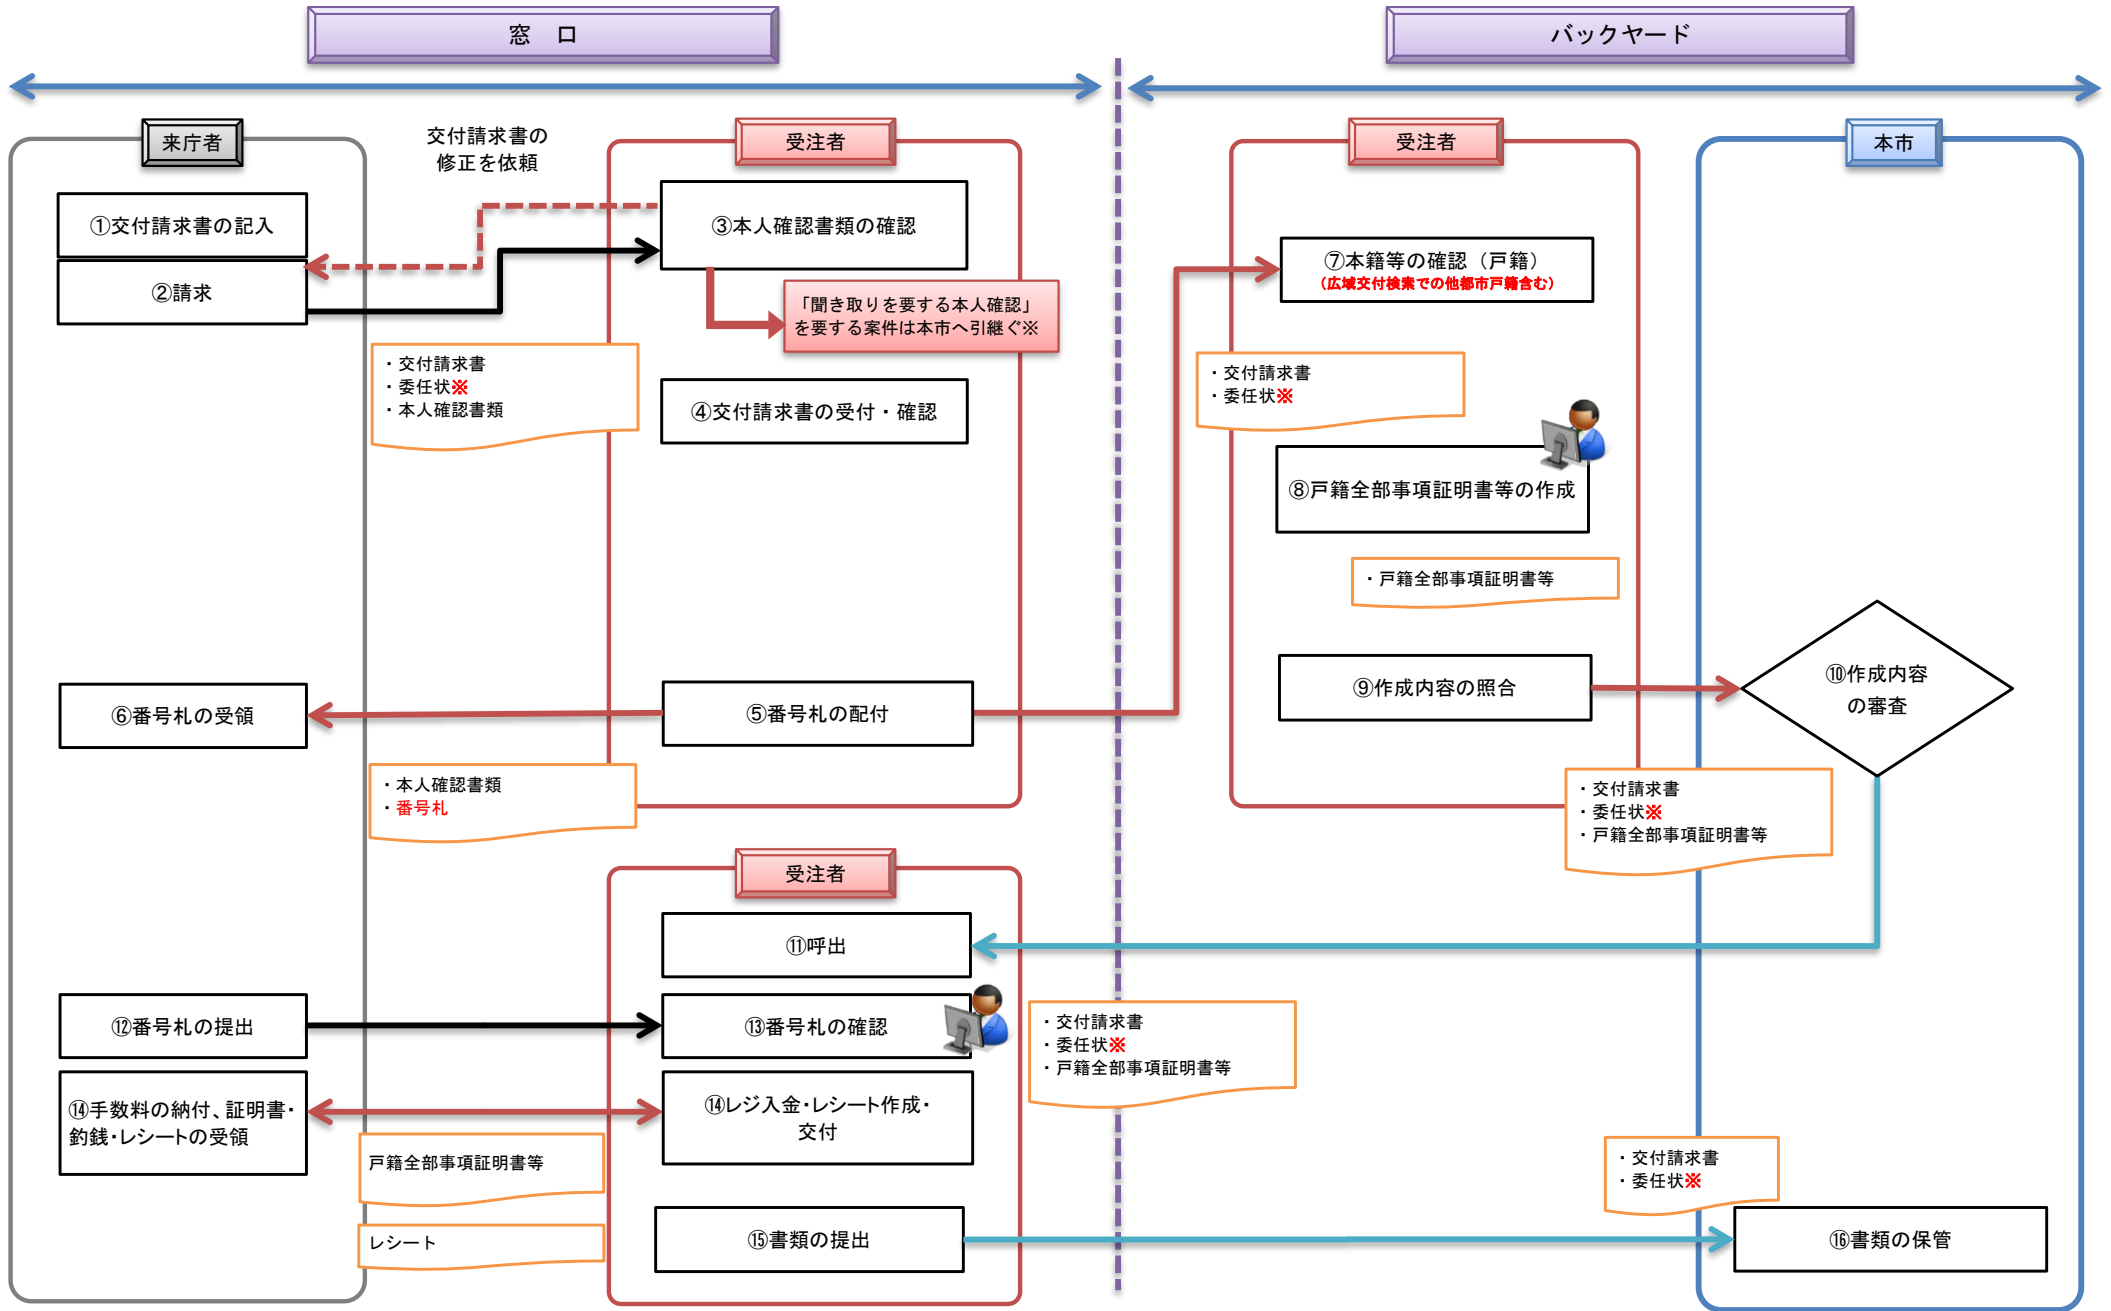 窓　口
バックヤード
来庁者
交付請求書の
修正を依頼
受注者
受注者
本市
①交付請求書の記入
②請求
③本人確認書類の確認
「聞き取りを要する本人確認」
を要する案件は本市へ引継ぐ※
・交付請求書
・委任状※
・本人確認書類
④交付請求書の受付・確認
⑦本籍等の確認（戸籍）
（広域交付検索での他都市戸籍含む）
・交付請求書
・委任状※
⑧戸籍全部事項証明書等の作成
・戸籍全部事項証明書等
⑥番号札の受領
⑤番号札の配付
⑨作成内容の照合
⑩作成内容
の審査
・本人確認書類
・番号札
・交付請求書
・委任状※
・戸籍全部事項証明書等
受注者
⑪呼出
⑫番号札の提出
⑬番号札の確認
・交付請求書
・委任状※
・戸籍全部事項証明書等
⑭手数料の納付、証明書・
釣銭・レシートの受領
⑭レジ入金・レシート作成・
交付
戸籍全部事項証明書等
レシート
・交付請求書
・委任状※
⑮書類の提出
⑯書類の保管